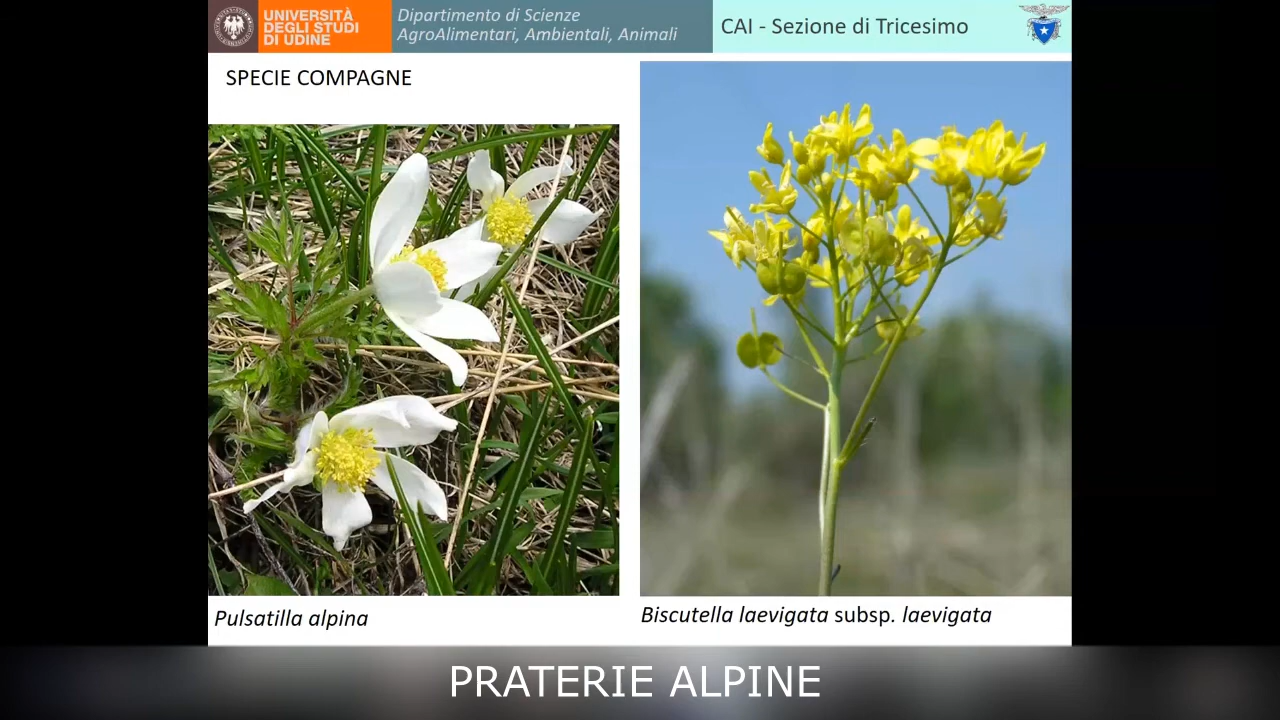 UNIVERSITÀ
DEGLI STUDI
DI UDINE
Dipartimento di Scienze
AgroAlimentari, Ambientali, Animali
CAI - Sezione di Tricesimo
SPECIE COMPAGNE
Pulsatilla alpina
Biscutella laevigata subsp. laevigata
PRATERIE ALPINE